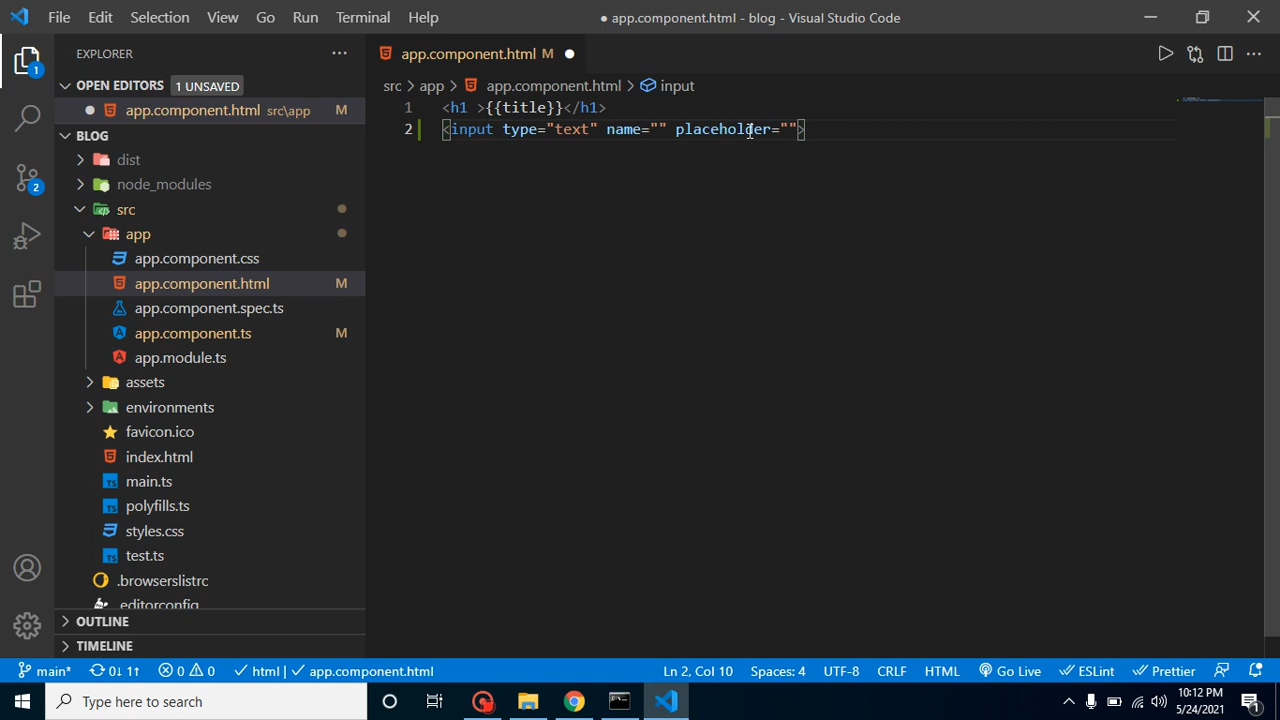 File Edit Selection View Go Run Terminal Help
● app.component.html - blog - Visual Studio Code
EXPLORER
app.component.html M
OPEN EDITORS 1 UNSAVED
src > app > app.component.html > input
app.component.html src\app M
1 <h1 >{{title}}</h1>
2 <input type="text" name="" placeholder="">
BLOG
dist
node_modules
src
app
app.component.css
app.component.html M
app.component.spec.ts
app.component.ts M
app.module.ts
assets
environments
favicon.ico
index.html
main.ts
polyfills.ts
styles.css
test.ts
.browserslistrc
.editorconfig
OUTLINE
TIMELINE
1
2
main* 0↓ 1↑ 0 0 html | app.component.html Ln 2, Col 10 Spaces: 4 UTF-8 CRLF HTML Go Live ESLint Prettier
Type here to search
10:12 PM
5/24/2021
1